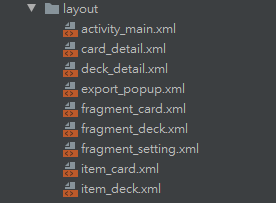 layout
activity_main.xml
card_detail.xml
deck_detail.xml
export_popup.xml
fragment_card.xml
fragment_deck.xml
fragment_setting.xml
item_card.xml
item_deck.xml